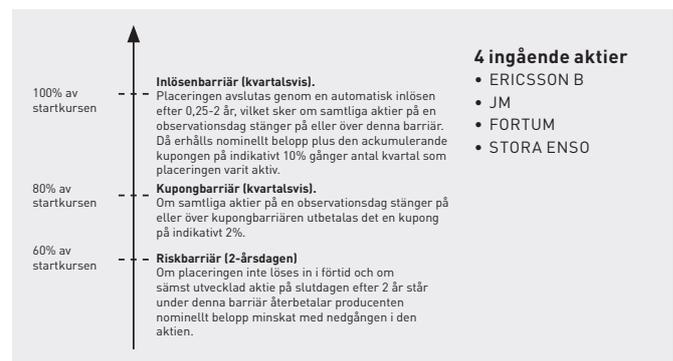 100% av
startkursen
Inlösenbarriär (kvartalsvis).
Placeringen avslutas genom en automatisk inlösen
efter 0,25-2 år, vilket sker om samtliga aktier på en
observationsdag stänger på eller över denna barriär.
Då erhålls nominellt belopp plus den ackumulerande
kupongen på indikativt 10% gånger antal kvartal som
placeringen varit aktiv.
80% av
startkursen
Kupongbarriär (kvartalsvis).
Om samtliga aktier på en observationsdag stänger på
eller över kupongbarriären utbetalas det en kupong
på indikativt 2%.
60% av
startkursen
Riskbarriär (2-årsdagen)
Om placeringen inte löses in i förtid och om
sämst utvecklad aktie på slutdagen efter 2 år står
under denna barriär återbetalar producenten
nominellt belopp minskat med nedgången i den
aktien.
4 ingående aktier
• ERICSSON B
• JM
• FORTUM
• STORA ENSO